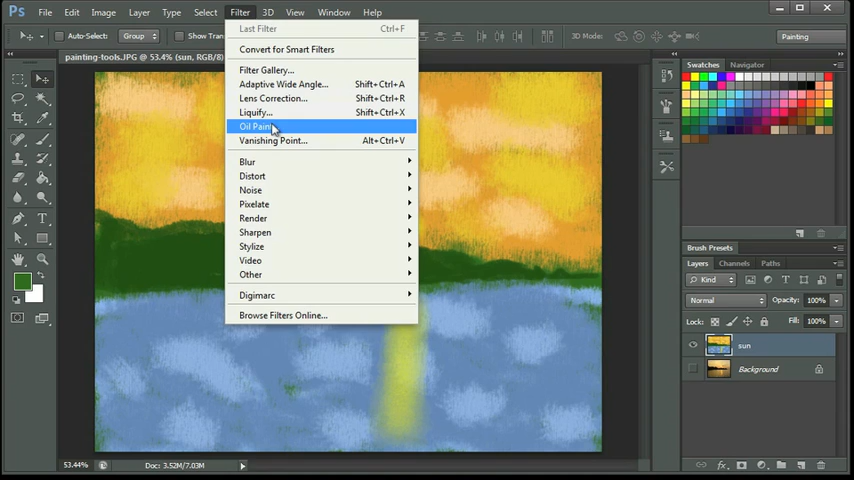 Ps File Edit Image Layer Type Select Filter 3D View Window Help
Auto-Select: Group Show Tran 3D Mode: Painting
painting-tools.JPG @ 53.4% (sun, RGB/8)
Last Filter Ctrl+F
Convert for Smart Filters
Filter Gallery...
Adaptive Wide Angle... Shift+Ctrl+A
Lens Correction... Shift+Ctrl+R
Liquify... Shift+Ctrl+X
Oil Paint
Vanishing Point... Alt+Ctrl+V
Blur
Distort
Noise
Pixelate
Render
Sharpen
Stylize
Video
Other
Digimarc
Browse Filters Online...
Swatches Navigator
Brush Presets
Layers Channels Paths
Kind
Normal Opacity: 100%
Lock: Fill: 100%
sun
Background
53.44% Doc: 3.52M/7.03M